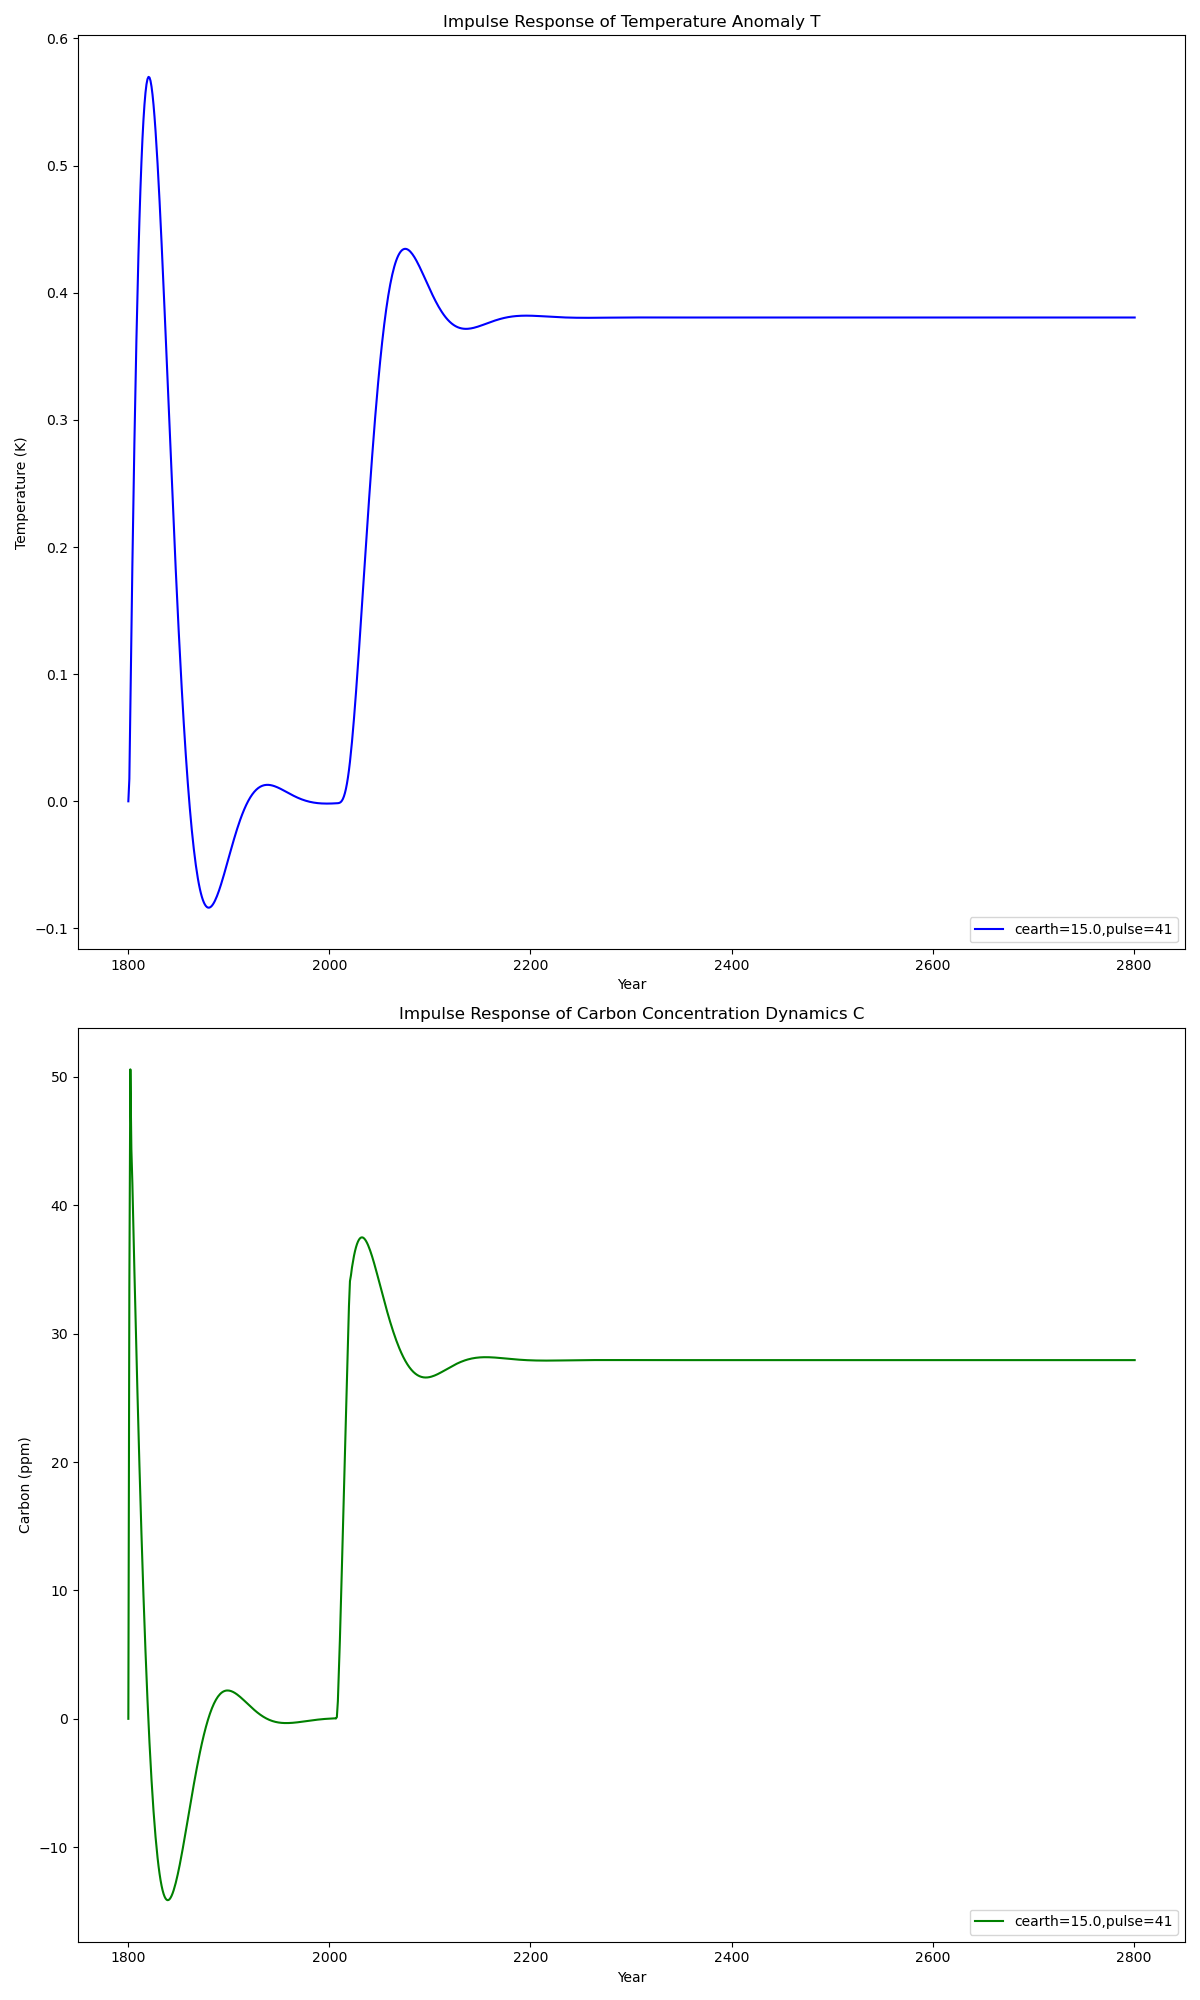 Impulse Response of Temperature Anomaly T
0.6
0.5
0.4
0.3
0.2
0.1
0.0
−0.1
Temperature (K)
cearth=15.0,pulse=41
1800 2000 2200 2400 2600 2800
Year
Impulse Response of Carbon Concentration Dynamics C
50
40
30
20
10
0
−10
Carbon (ppm)
cearth=15.0,pulse=41
1800 2000 2200 2400 2600 2800
Year